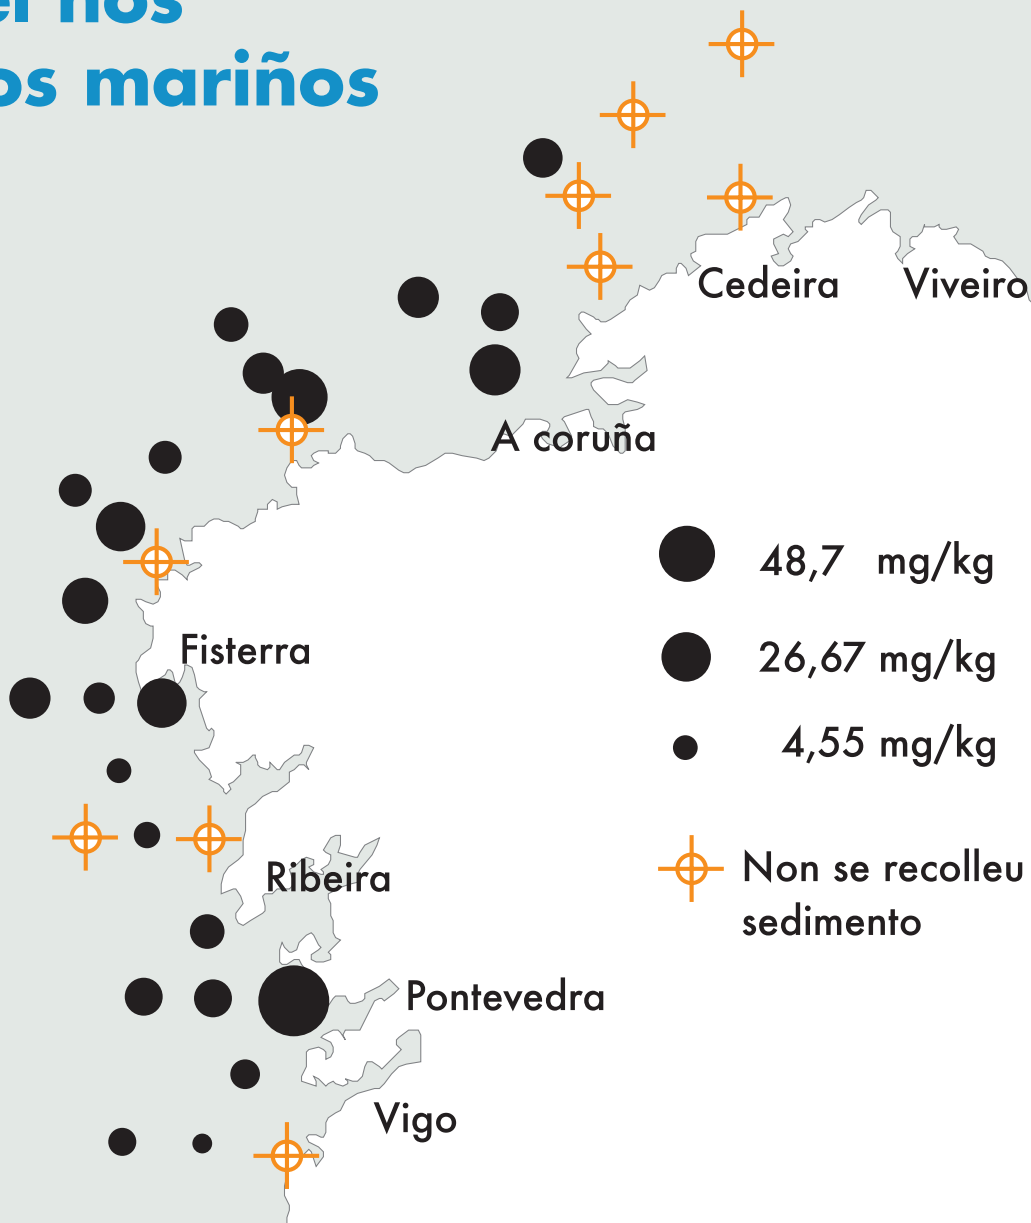 nos
mariños
Cedeira
Viveiro
A coruña
48,7 mg/kg
Fisterra
26,67 mg/kg
4,55 mg/kg
Ribeira
Non se recolleu
sedimento
Pontevedra
Vigo